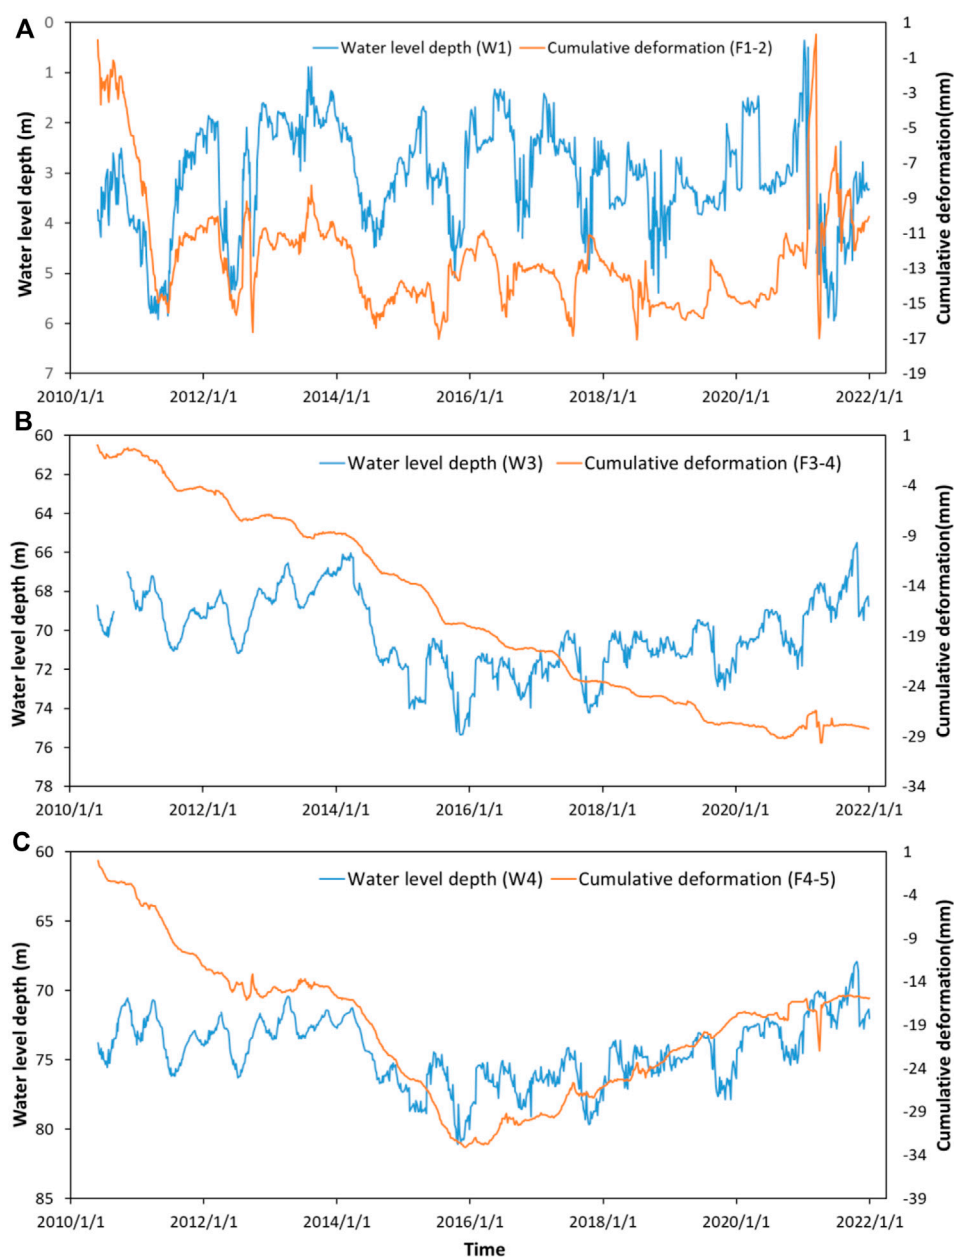 A
0
1
2
3
4
5
6
7
Water level depth (m)
Water level depth (W1)
Cumulative deformation (F1-2)
1
-1
-3
-5
-7
-9
-11
-13
-15
-17
-19
Cumulative deformation(mm)
2010/1/1 2012/1/1 2014/1/1 2016/1/1 2018/1/1 2020/1/1 2022/1/1
B
60
62
64
66
68
70
72
74
76
78
Water level depth (m)
Water level depth (W3)
Cumulative deformation (F3-4)
1
-4
-9
-14
-19
-24
-29
-34
Cumulative deformation(mm)
2010/1/1 2012/1/1 2014/1/1 2016/1/1 2018/1/1 2020/1/1 2022/1/1
C
60
65
70
75
80
85
Water level depth (m)
Water level depth (W4)
Cumulative deformation (F4-5)
1
-4
-9
-14
-19
-24
-29
-34
-39
Cumulative deformation(mm)
2010/1/1 2012/1/1 2014/1/1 2016/1/1 2018/1/1 2020/1/1 2022/1/1
Time